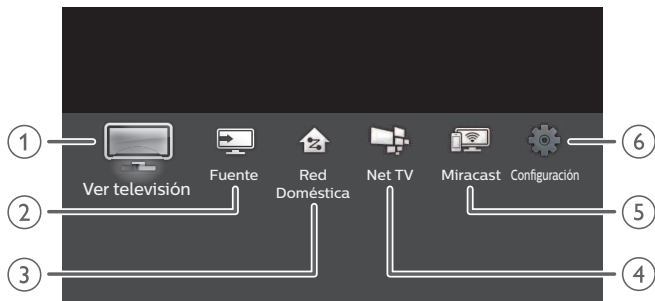 1
6
Ver televisión
Fuente
Red
Doméstica
Net TV
Miracast
Configuración
2
5
3
4